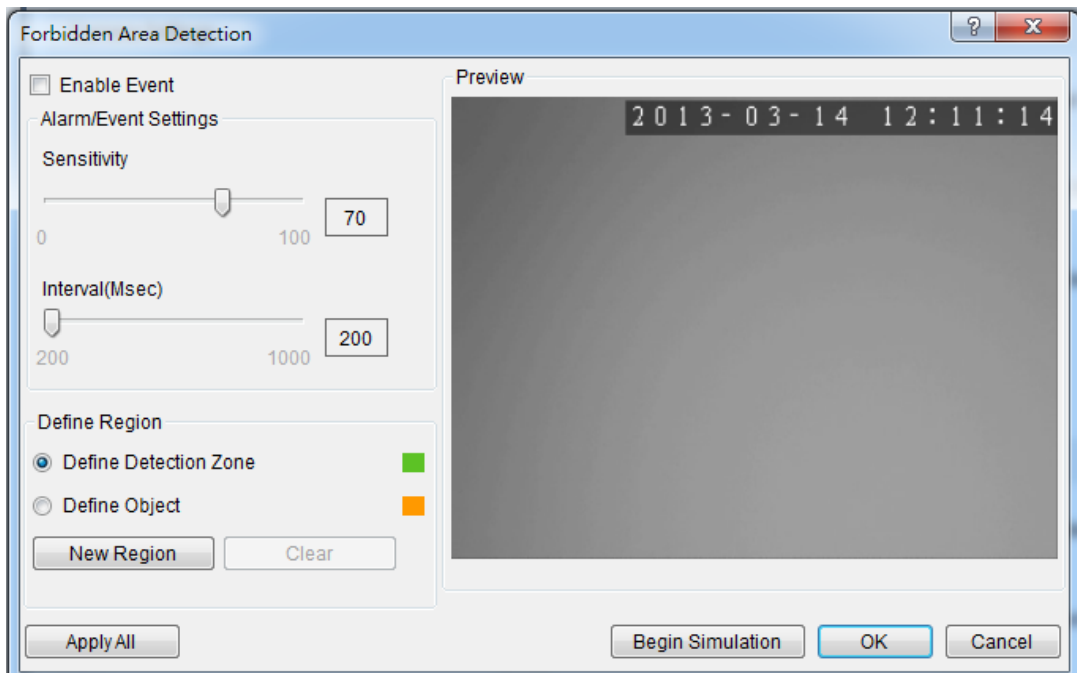 Forbidden Area Detection
Enable Event
Alarm/Event Settings
Sensitivity
70
0 100
Interval(Msec)
200
200 1000
Define Region
Define Detection Zone
Define Object
New Region Clear
Apply All
Preview
2013-03-14 12:11:14
Begin Simulation OK Cancel